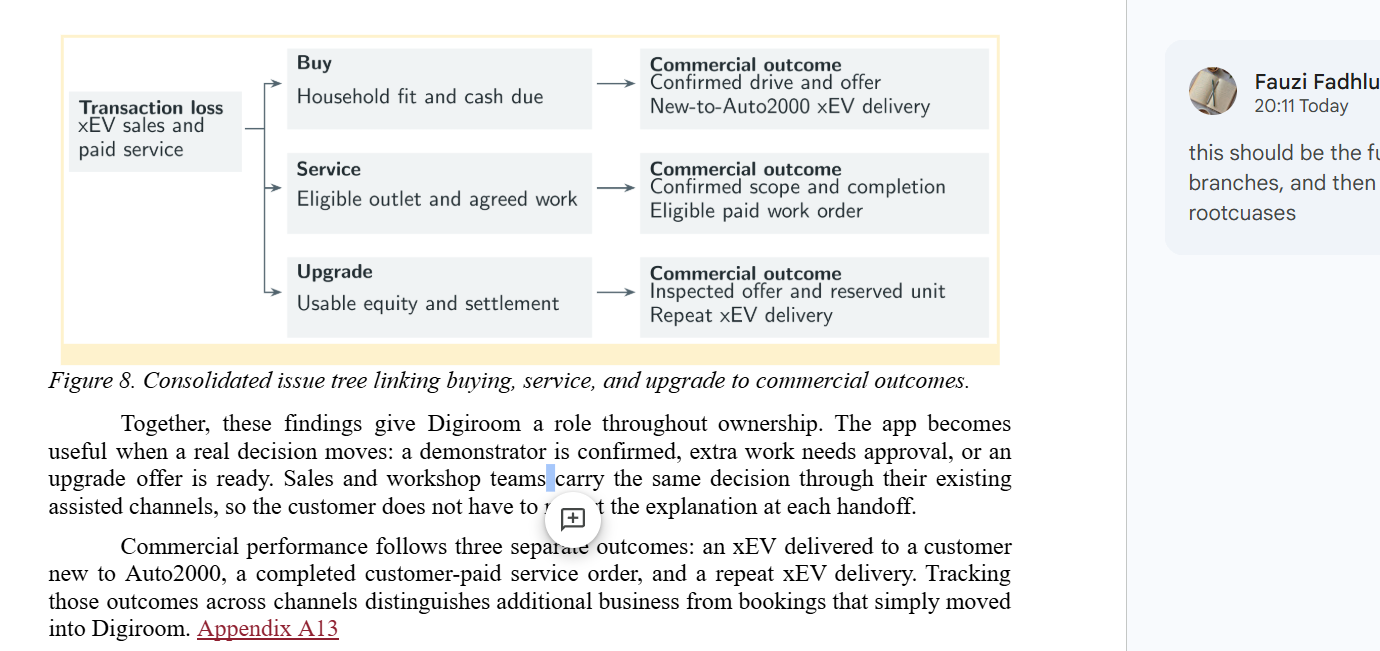 Transaction loss
xEV sales and
paid service
Buy
Household fit and cash due
Commercial outcome
Confirmed drive and offer
New-to-Auto2000 xEV delivery
Service
Eligible outlet and agreed work
Commercial outcome
Confirmed scope and completion
Eligible paid work order
Upgrade
Usable equity and settlement
Commercial outcome
Inspected offer and reserved unit
Repeat xEV delivery
Figure 8. Consolidated issue tree linking buying, service, and upgrade to commercial outcomes.
Together, these findings give Digiroom a role throughout ownership. The app becomes
useful when a real decision moves: a demonstrator is confirmed, extra work needs approval, or an
upgrade offer is ready. Sales and workshop teams carry the same decision through their existing
assisted channels, so the customer does not have to the explanation at each handoff.
Commercial performance follows three separate outcomes: an xEV delivered to a customer
new to Auto2000, a completed customer-paid service order, and a repeat xEV delivery. Tracking
those outcomes across channels distinguishes additional business from bookings that simply moved
into Digiroom. Appendix A13
Fauzi Fadhlu
20:11 Today
this should be the
branches, and then
rootcuases